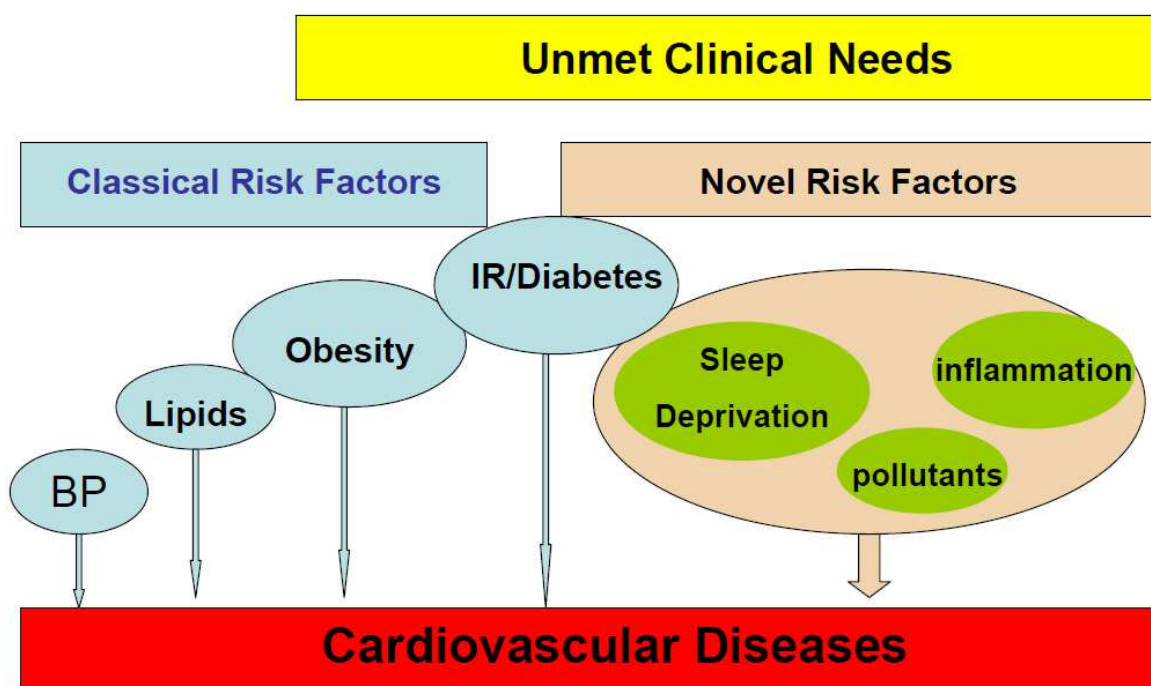 Unmet Clinical Needs
Classical Risk Factors
Novel Risk Factors
IR/Diabetes
Obesity
Lipids
BP
Sleep
Deprivation
inflammation
pollutants
Cardiovascular Diseases